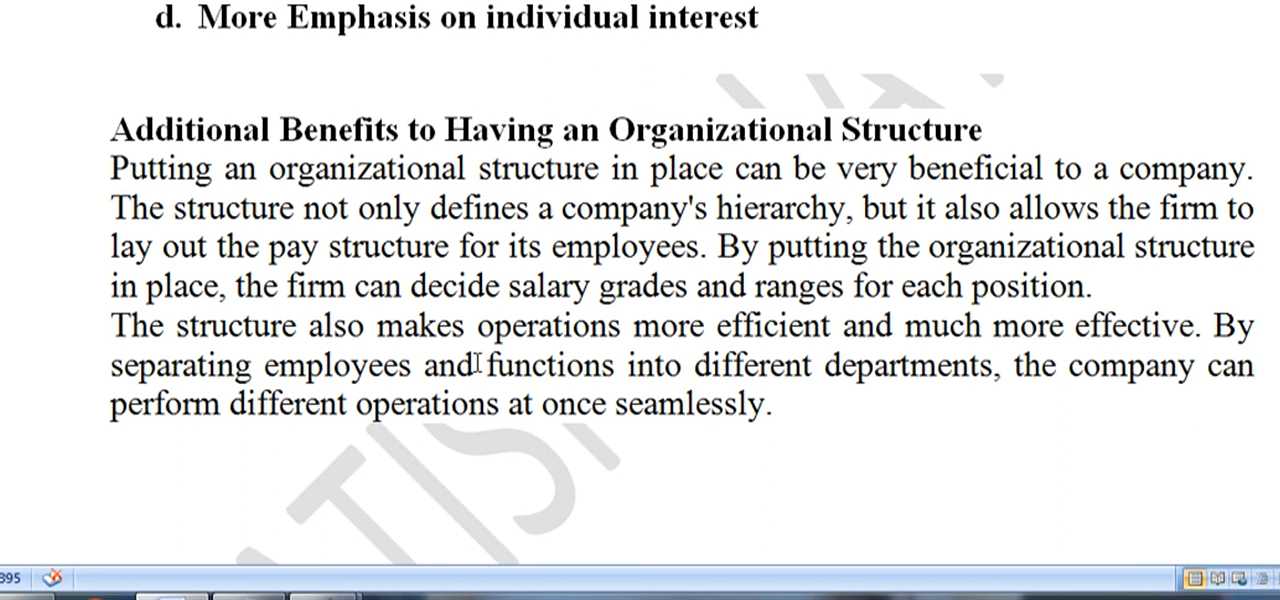 d. More Emphasis on individual interest
Additional Benefits to Having an Organizational Structure
Putting an organizational structure in place can be very beneficial to a company.
The structure not only defines a company's hierarchy, but it also allows the firm to
lay out the pay structure for its employees. By putting the organizational structure
in place, the firm can decide salary grades and ranges for each position.
The structure also makes operations more efficient and much more effective. By
separating employees and functions into different departments, the company can
perform different operations at once seamlessly.
395